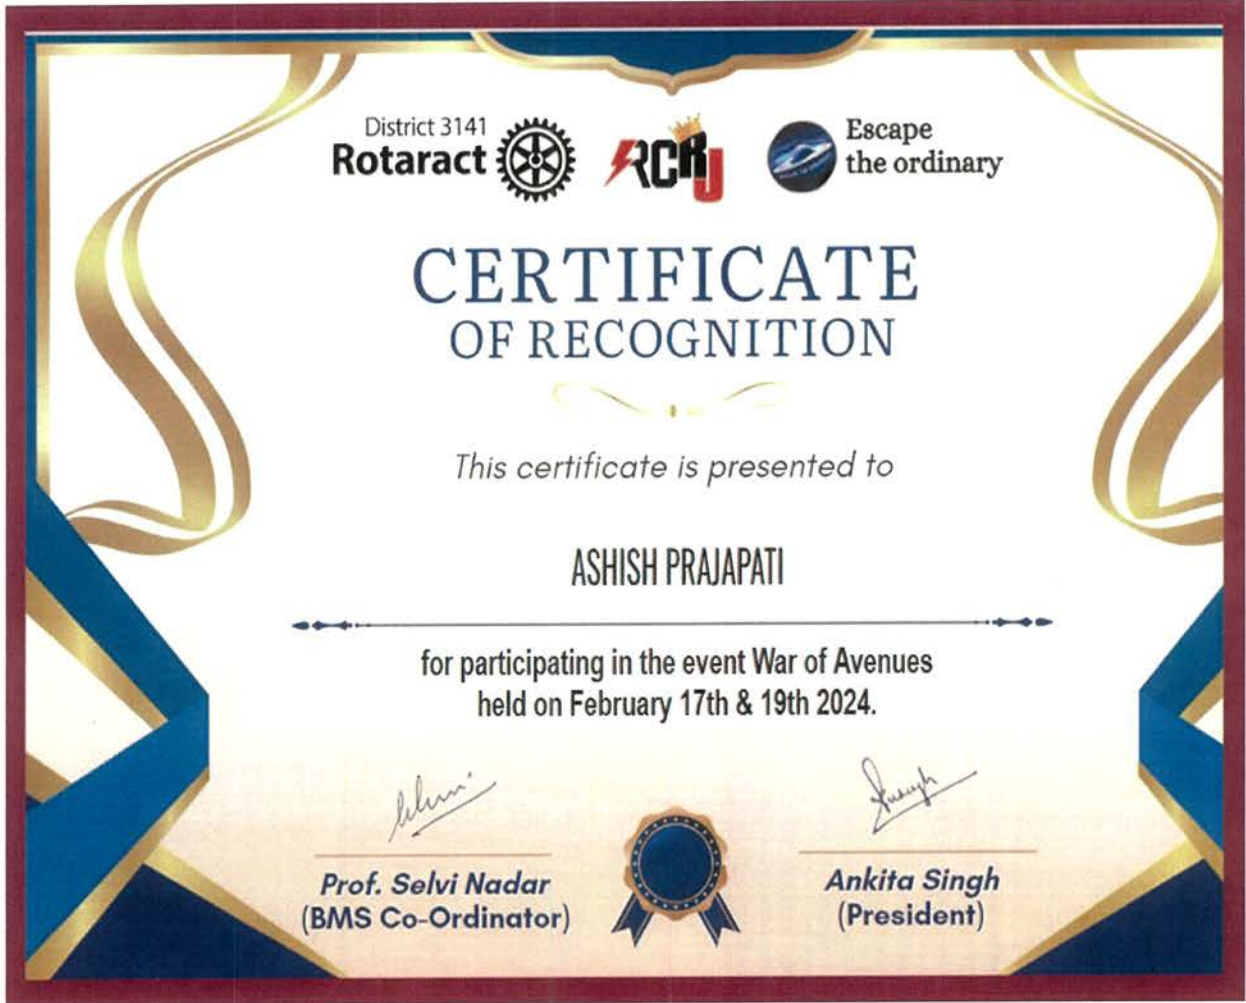 District 3141
Rotaract
RCRJ
Escape
the ordinary
CERTIFICATE
OF RECOGNITION
This certificate is presented to
ASHISH PRAJAPATI
for participating in the event War of Avenues
held on February 17th & 19th 2024.
Prof. Selvi Nadar
(BMS Co-Ordinator)
Ankita Singh
(President)